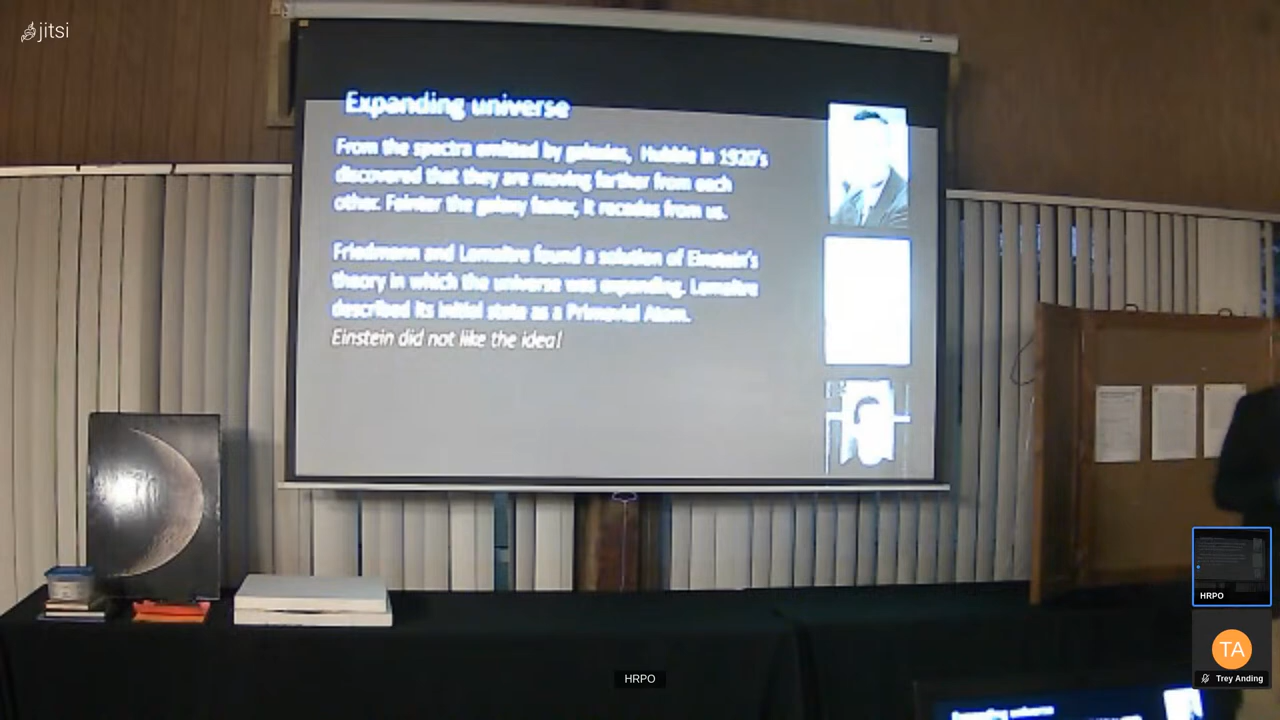 jitsi
Expanding universe
From the spectra emitted by galaxies, Hubble in 1920's
discovered that they are moving farther from each
other. Fainter the galaxy faster, it recedes from us.
Friedmann and Lemaitre found a solution of Einstein's
theory in which the universe was expanding. Lemaitre
described its initial state as a Primevial Atom.
Einstein did not like the idea!
HRPO
TA
Trey Anding
HRPO
Expanding universe